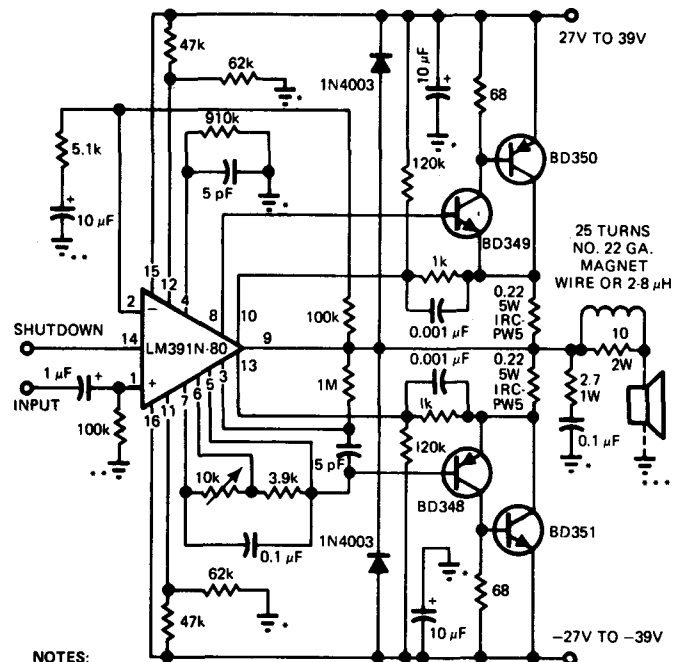 47k
27V TO 39V
62k
1N4003
10 µF
+
68
910k
5.1k
120k
BD350
5 pF
+
10 µF
BD349
25 TURNS
NO. 22 GA.
MAGNET
WIRE OR 2-8 µH
1k
15
12
4
8
10
0.22
5W
IRC-
PW5
2
−
100k
0.001 µF
SHUTDOWN
14
LM391N-80
9
10
2W
13
0.001 µF
0.22
5W
IRC-
PW5
1 µF
+
1
+
1M
2.7
1W
INPUT
16
11
7
6
5
3
1k
0.1 µF
100k
120k
5 pF
10k
3.9k
BD348
1N4003
BD351
0.1 µF
62k
68
+
10 µF
47k
NOTES:
−27V TO −39V